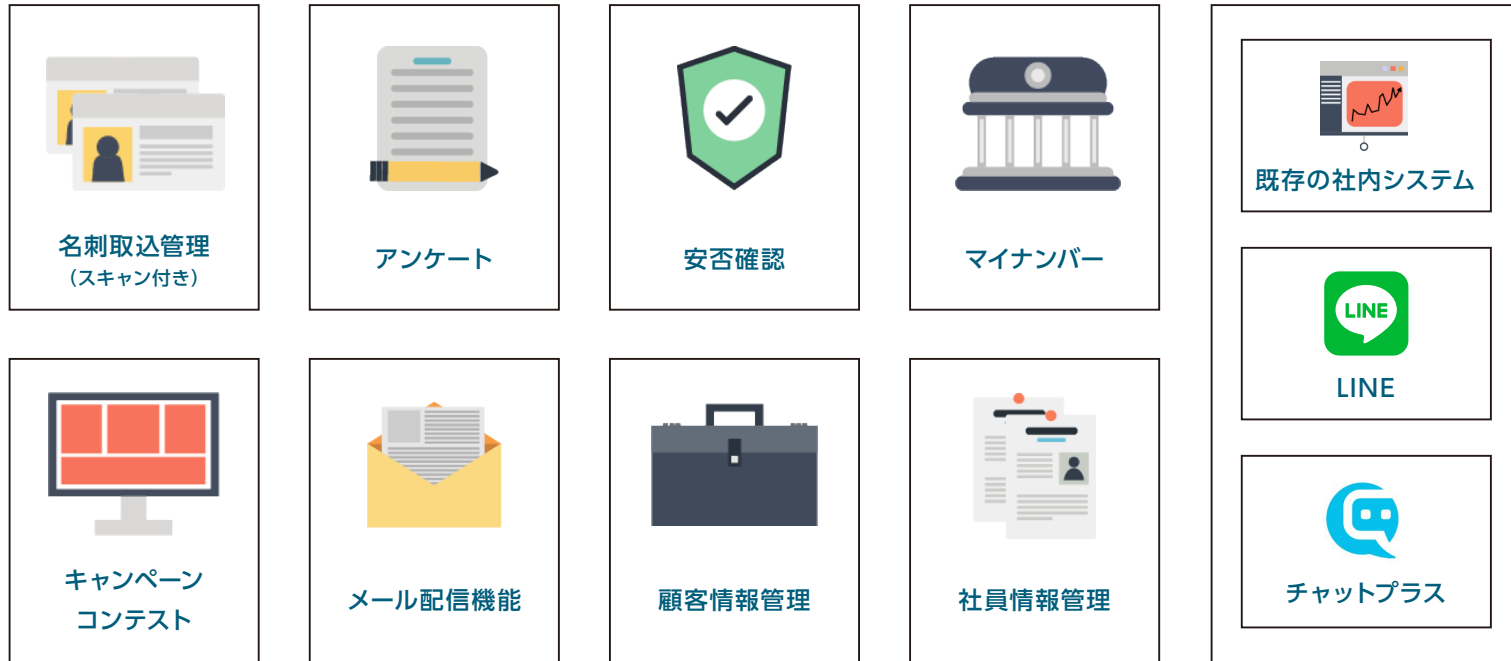 名刺取込管理
（スキャン付き）
アンケート
安否確認
マイナンバー
キャンペーン
コンテスト
メール配信機能
顧客情報管理
社員情報管理
既存の社内システム
LINE
LINE
チャットプラス